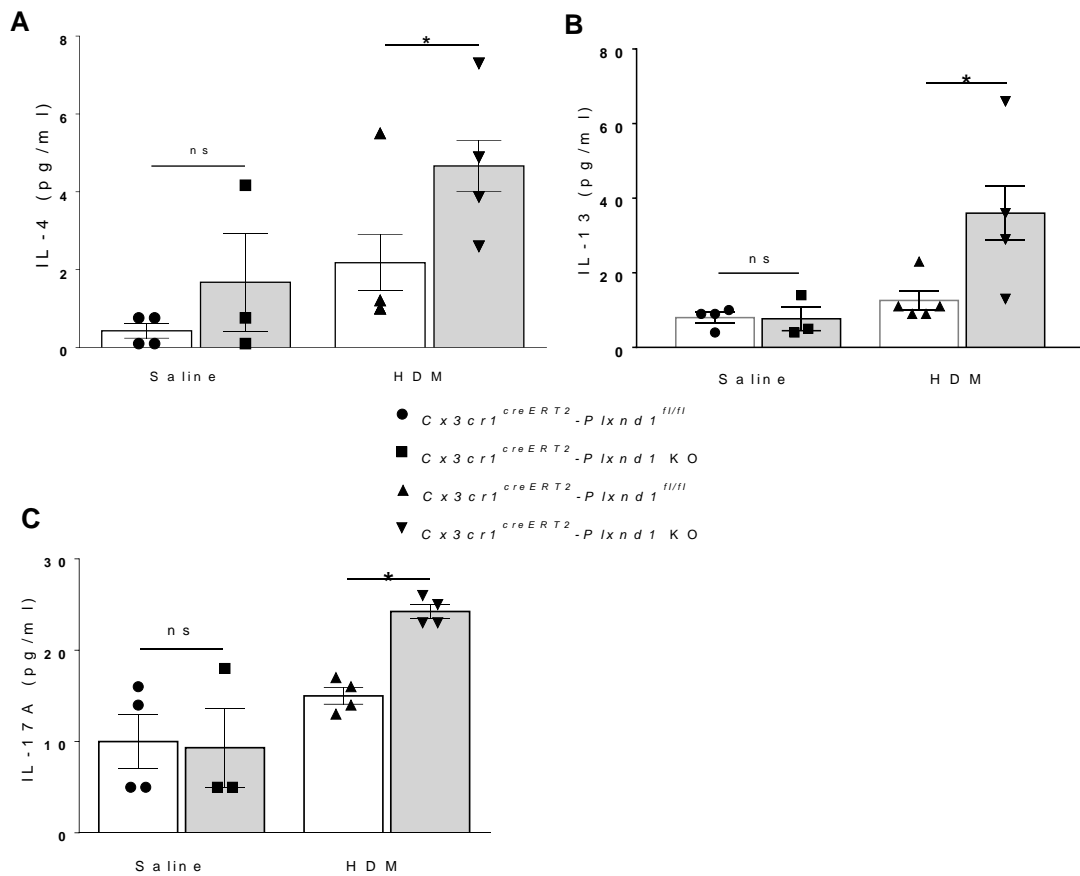 A
IL-4 (pg/ml)
8
6
4
2
0
ns
*
Saline
HDM
B
IL-13 (pg/ml)
80
60
40
20
0
ns
*
Saline
HDM
Cx3cr1creERT2-Plxnd1fl/fl
Cx3cr1creERT2-Plxnd1 KO
Cx3cr1creERT2-Plxnd1fl/fl
Cx3cr1creERT2-Plxnd1 KO
C
IL-17A (pg/ml)
30
20
10
0
ns
*
Saline
HDM